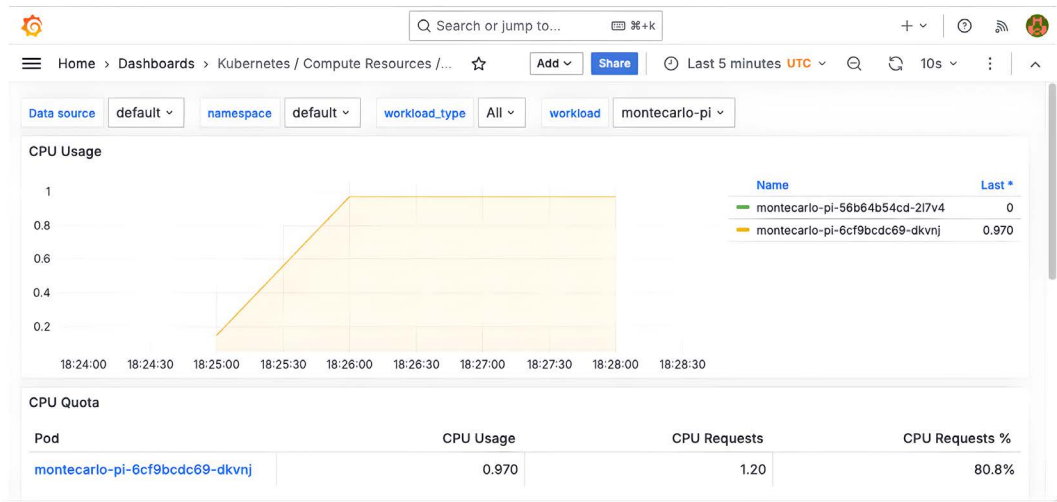 Search or jump to... ⌘+k
Home > Dashboards > Kubernetes / Compute Resources /... Add Share Last 5 minutes UTC 10s
Data source default namespace default workload_type All workload montecarlo-pi
CPU Usage
Name Last *
montecarlo-pi-56b64b54cd-2l7v4 0
montecarlo-pi-6cf9bcdc69-dkvnj 0.970
1
0.8
0.6
0.4
0.2
18:24:00 18:24:30 18:25:00 18:25:30 18:26:00 18:26:30 18:27:00 18:27:30 18:28:00 18:28:30
CPU Quota
Pod CPU Usage CPU Requests CPU Requests %
montecarlo-pi-6cf9bcdc69-dkvnj 0.970 1.20 80.8%